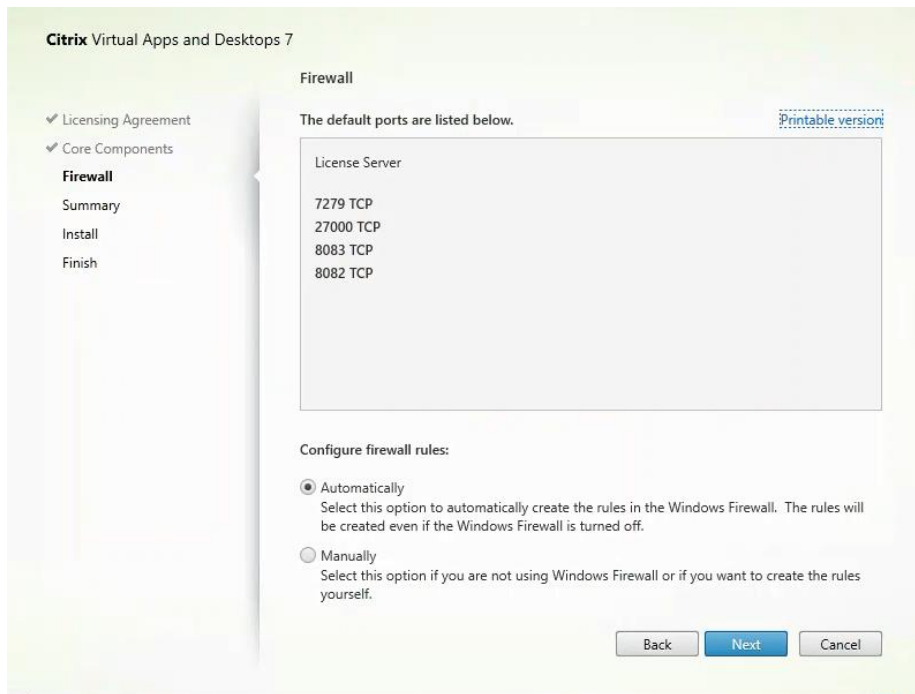 Citrix Virtual Apps and Desktops 7
Firewall
Licensing Agreement
Core Components
Firewall
Summary
Install
Finish
The default ports are listed below.
Printable version
License Server
7279 TCP
27000 TCP
8083 TCP
8082 TCP
Configure firewall rules:
Automatically
Select this option to automatically create the rules in the Windows Firewall.  The rules will
be created even if the Windows Firewall is turned off.
Manually
Select this option if you are not using Windows Firewall or if you want to create the rules
yourself.
Back
Next
Cancel